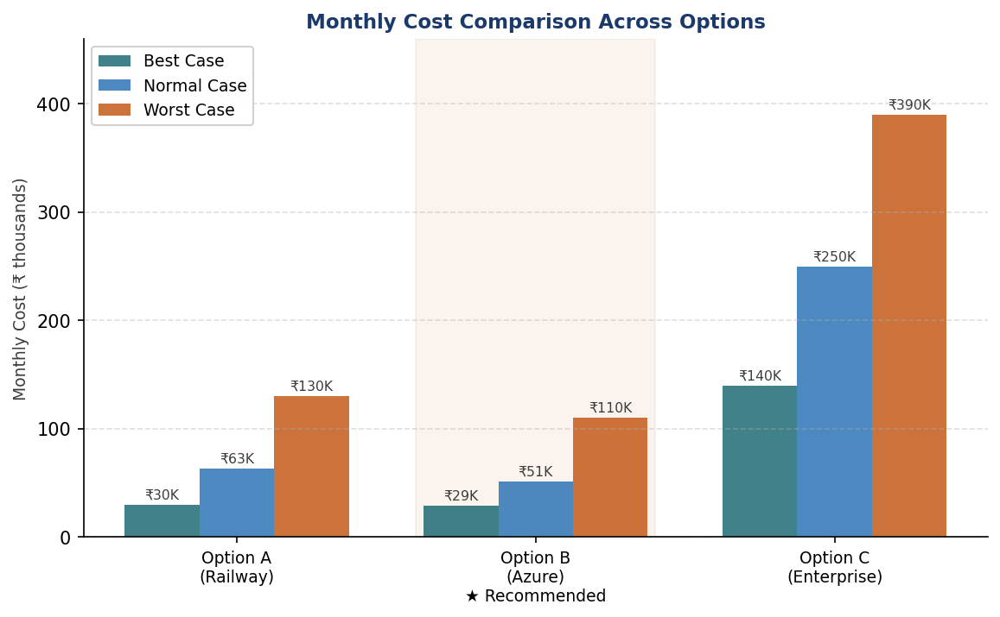 Monthly Cost Comparison Across Options
Best Case
Normal Case
Worst Case
Monthly Cost (₹ thousands)
400
300
200
100
0
₹30K
₹63K
₹130K
₹29K
₹51K
₹110K
₹140K
₹250K
₹390K
Option A
(Railway)
Option B
(Azure)
★ Recommended
Option C
(Enterprise)